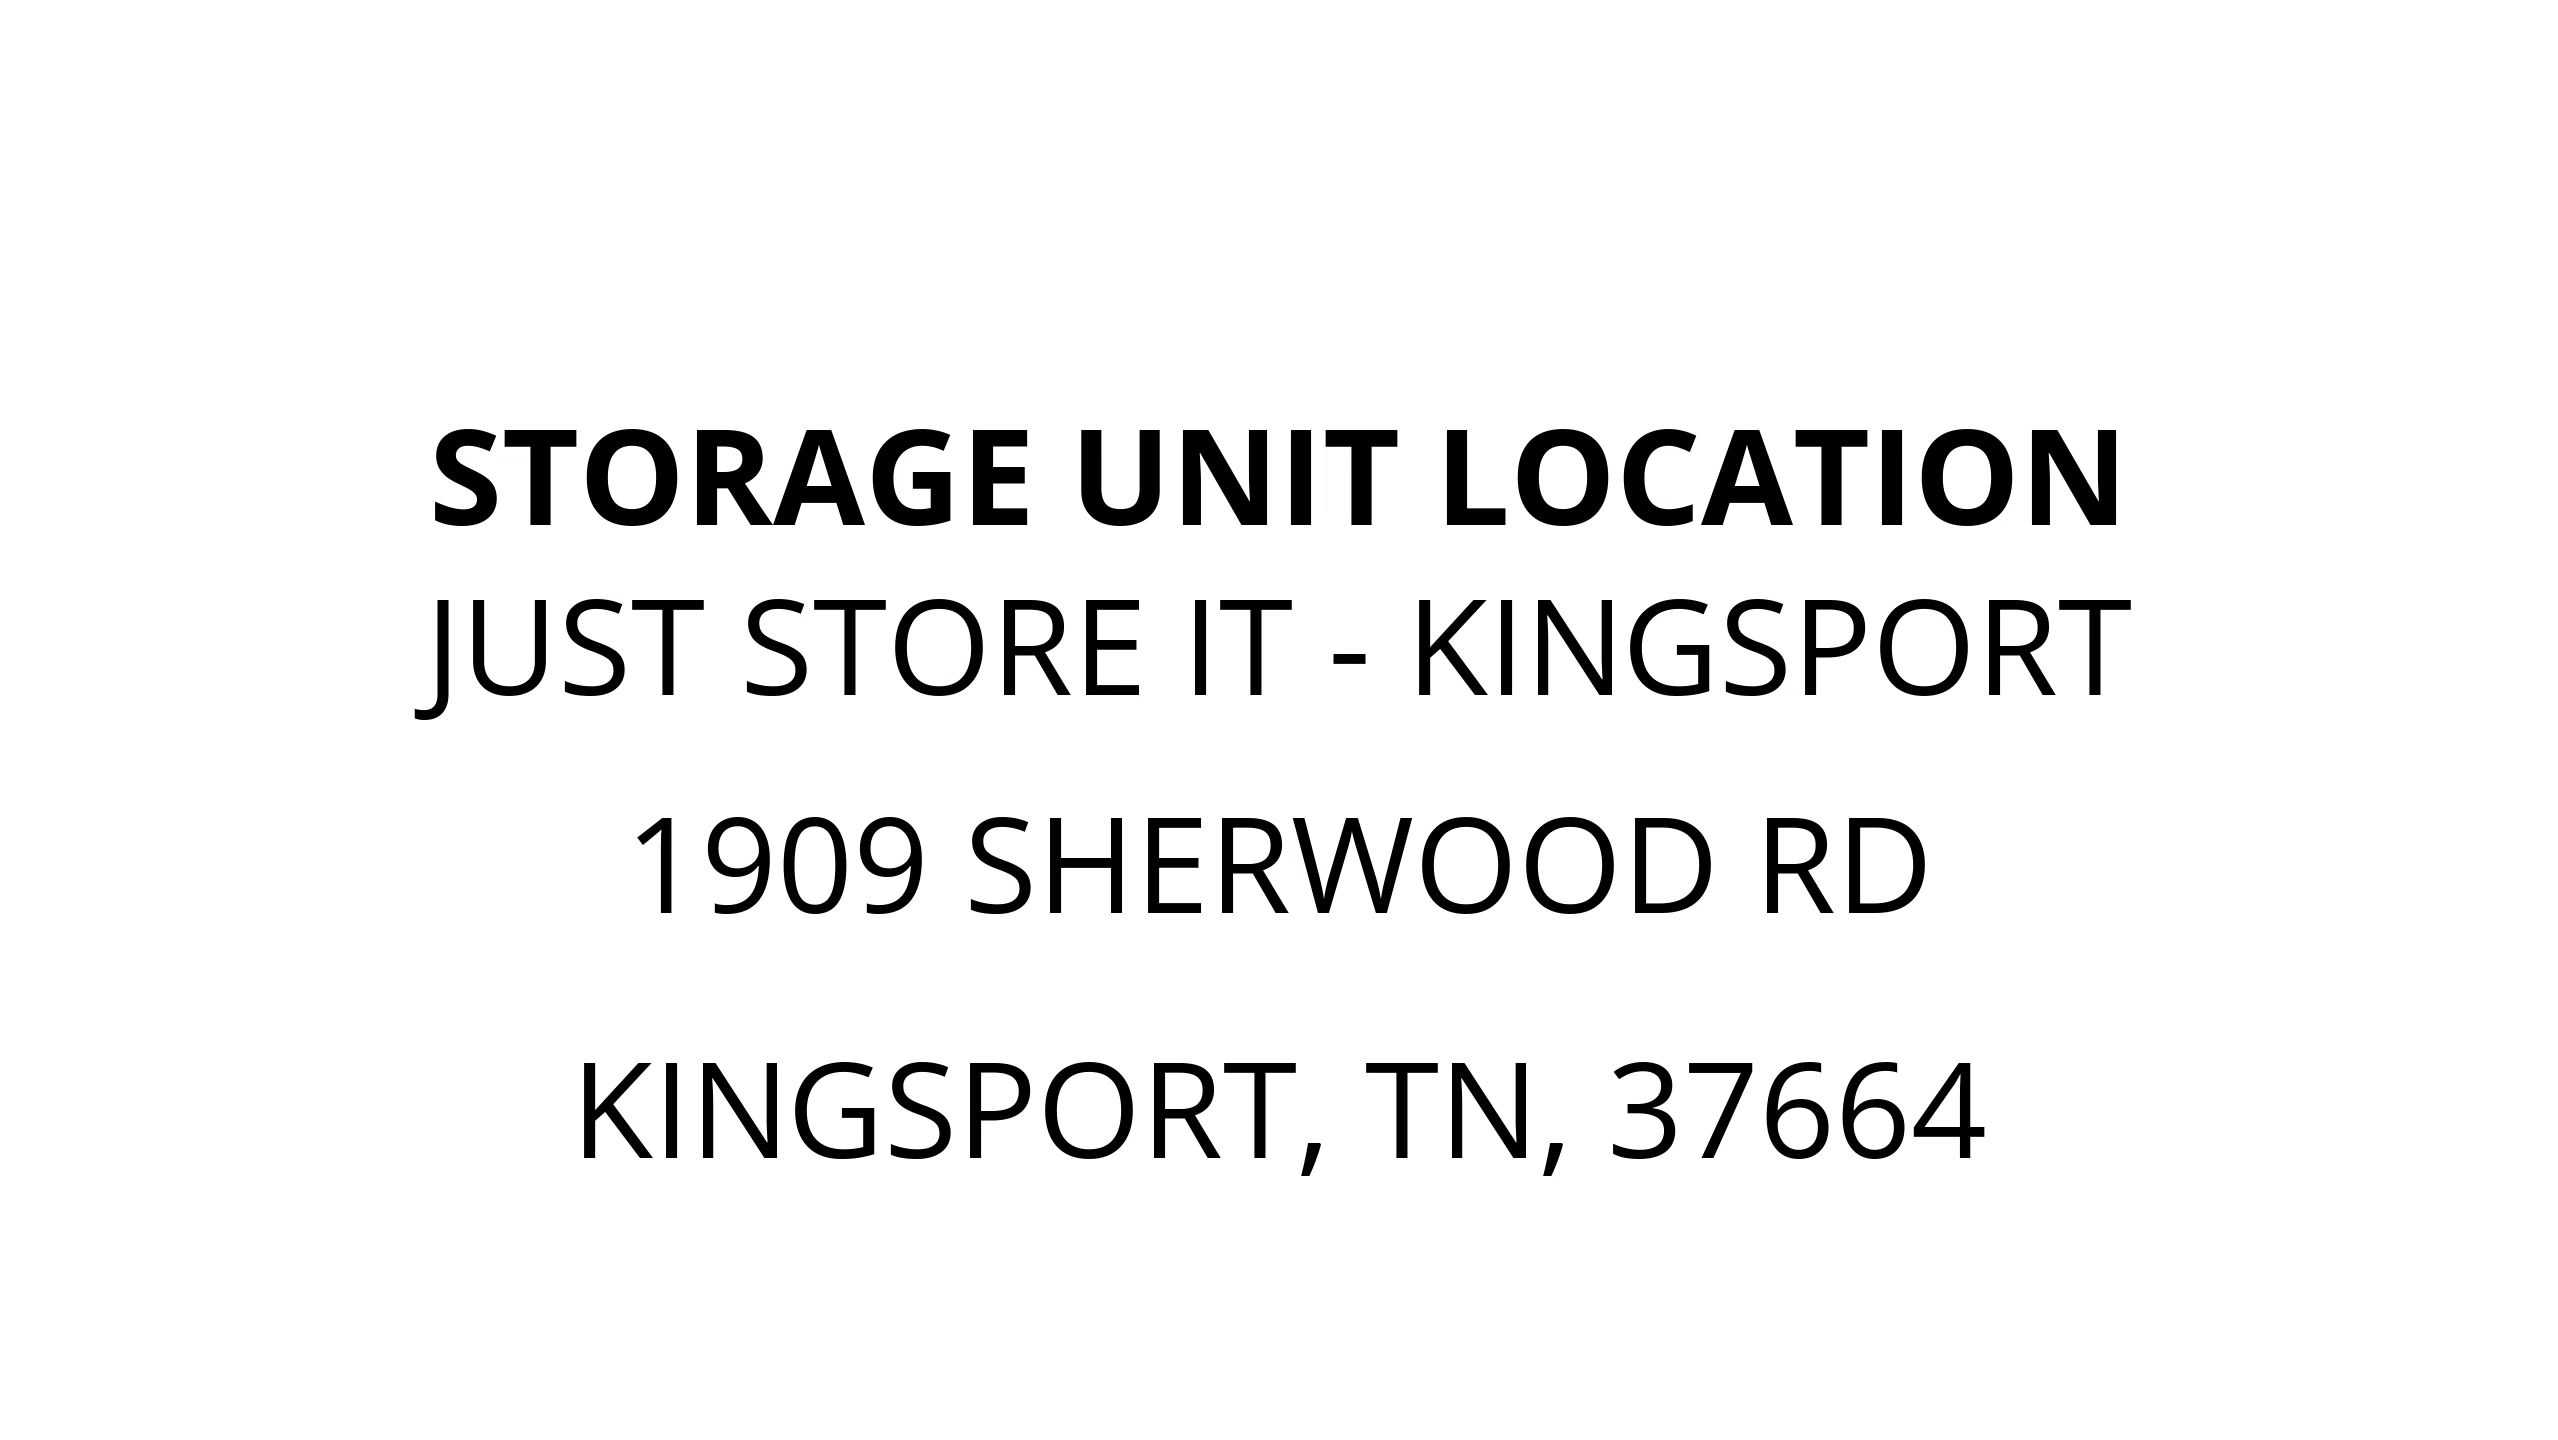 STORAGE UNIT LOCATION
JUST STORE IT - KINGSPORT
1909 SHERWOOD RD
KINGSPORT, TN, 37664